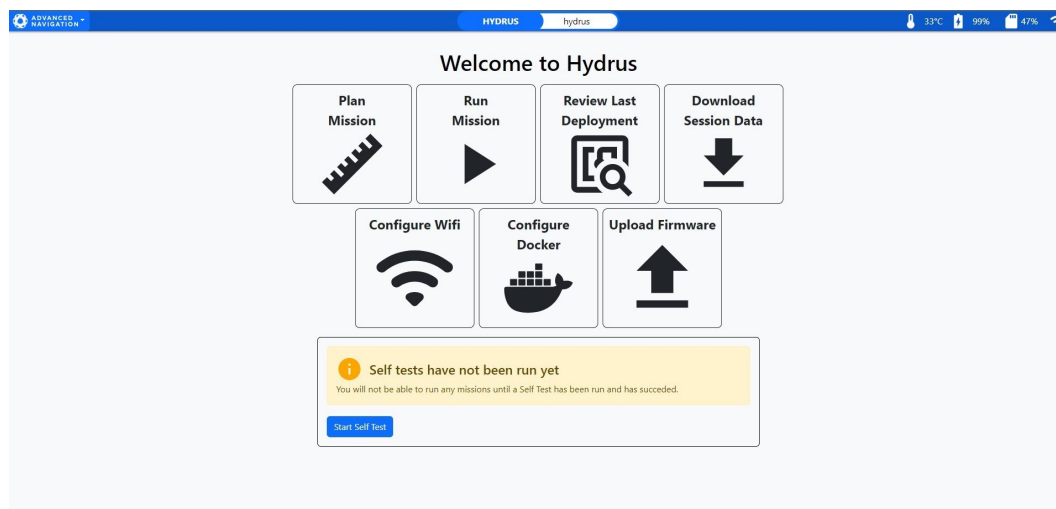 ADVANCED
NAVIGATION
HYDRUS
hydrus
33°C
99%
47%
Welcome to Hydrus
Plan
Mission
Run
Mission
Review Last
Deployment
Download
Session Data
Configure Wifi
Configure
Docker
Upload Firmware
Self tests have not been run yet
You will not be able to run any missions until a Self Test has been run and has succeded.
Start Self Test